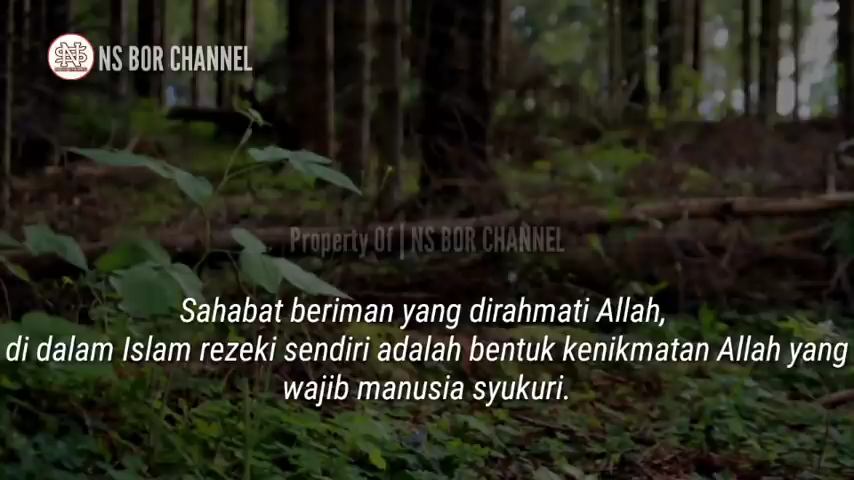 NS BOR CHANNEL
Property Of | NS BOR CHANNEL
Sahabat beriman yang dirahmati Allah,
di dalam Islam rezeki sendiri adalah bentuk kenikmatan Allah yang
wajib manusia syukuri.